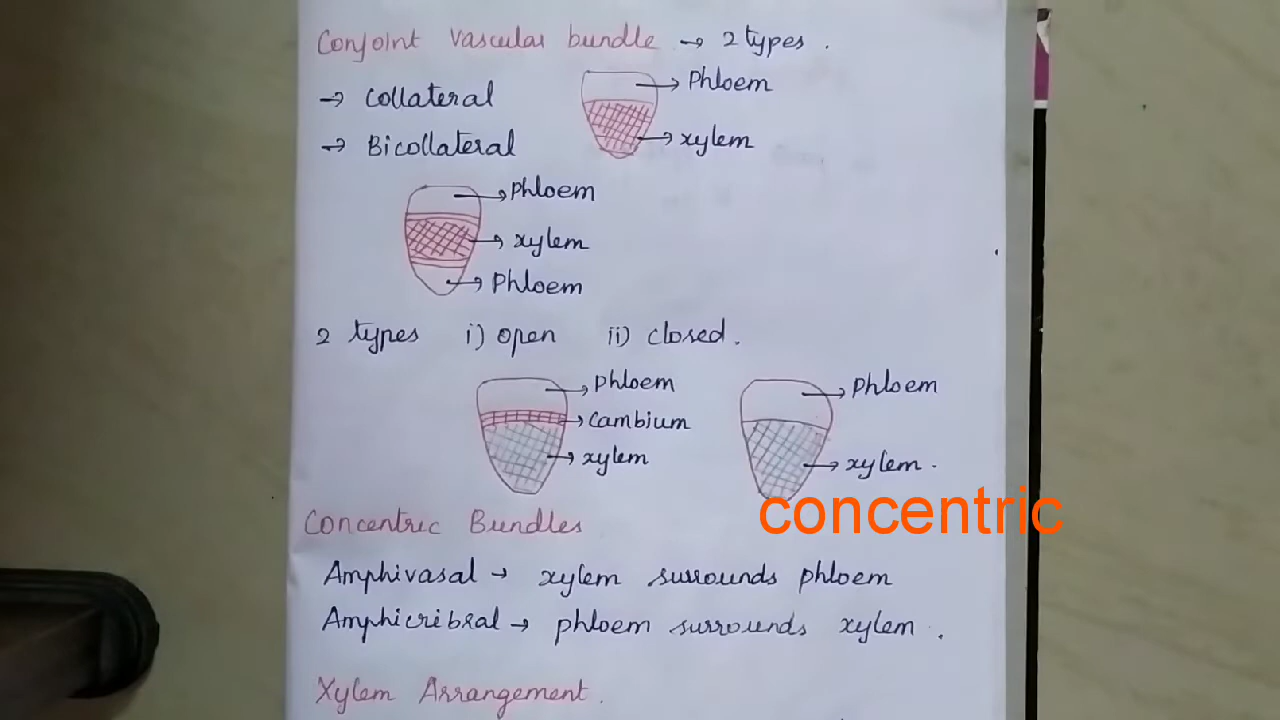 Conjoint vascular bundle → 2 types .
→ Collateral
→ Bicollateral
Phloem
xylem
Phloem
xylem
Phloem
2 types i) open ii) closed .
Phloem
Cambium
xylem
Phloem
xylem .
concentric
Concentric Bundles
Amphivasal → xylem surrounds phloem
Amphicribral → phloem surrounds xylem .
Xylem Arrangement .